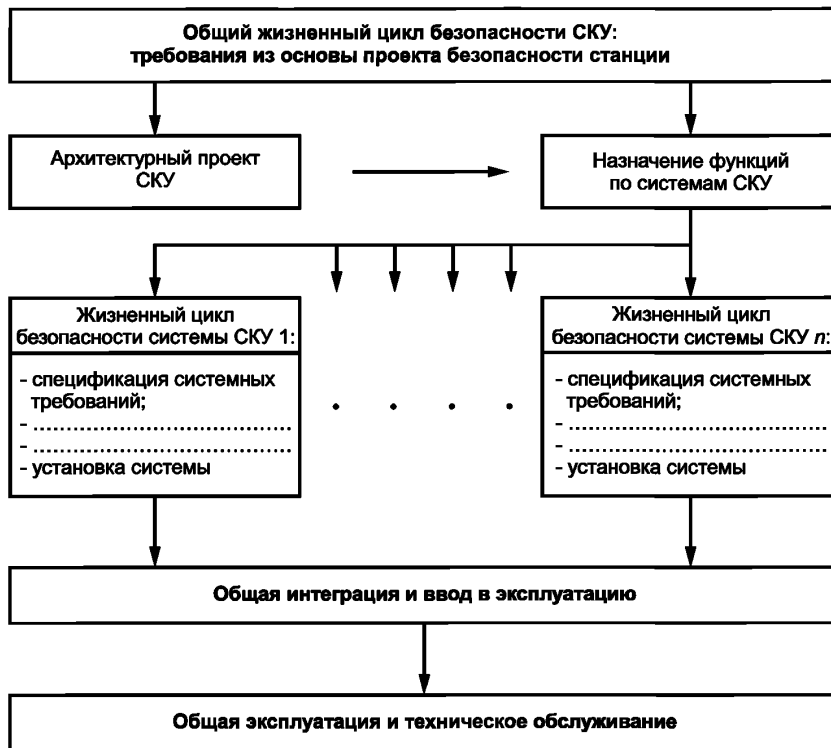 Общий жизненный цикл безопасности СКУ:
требования из основы проекта безопасности станции
Архитектурный проект
СКУ
Назначение функций
по системам СКУ
Жизненный цикл
безопасности системы СКУ 1:
- спецификация системных
требований;
- ....................................
- ....................................
- установка системы
Жизненный цикл
безопасности системы СКУ n:
- спецификация системных
требований;
- ....................................
- ....................................
- установка системы
Общая интеграция и ввод в эксплуатацию
Общая эксплуатация и техническое обслуживание